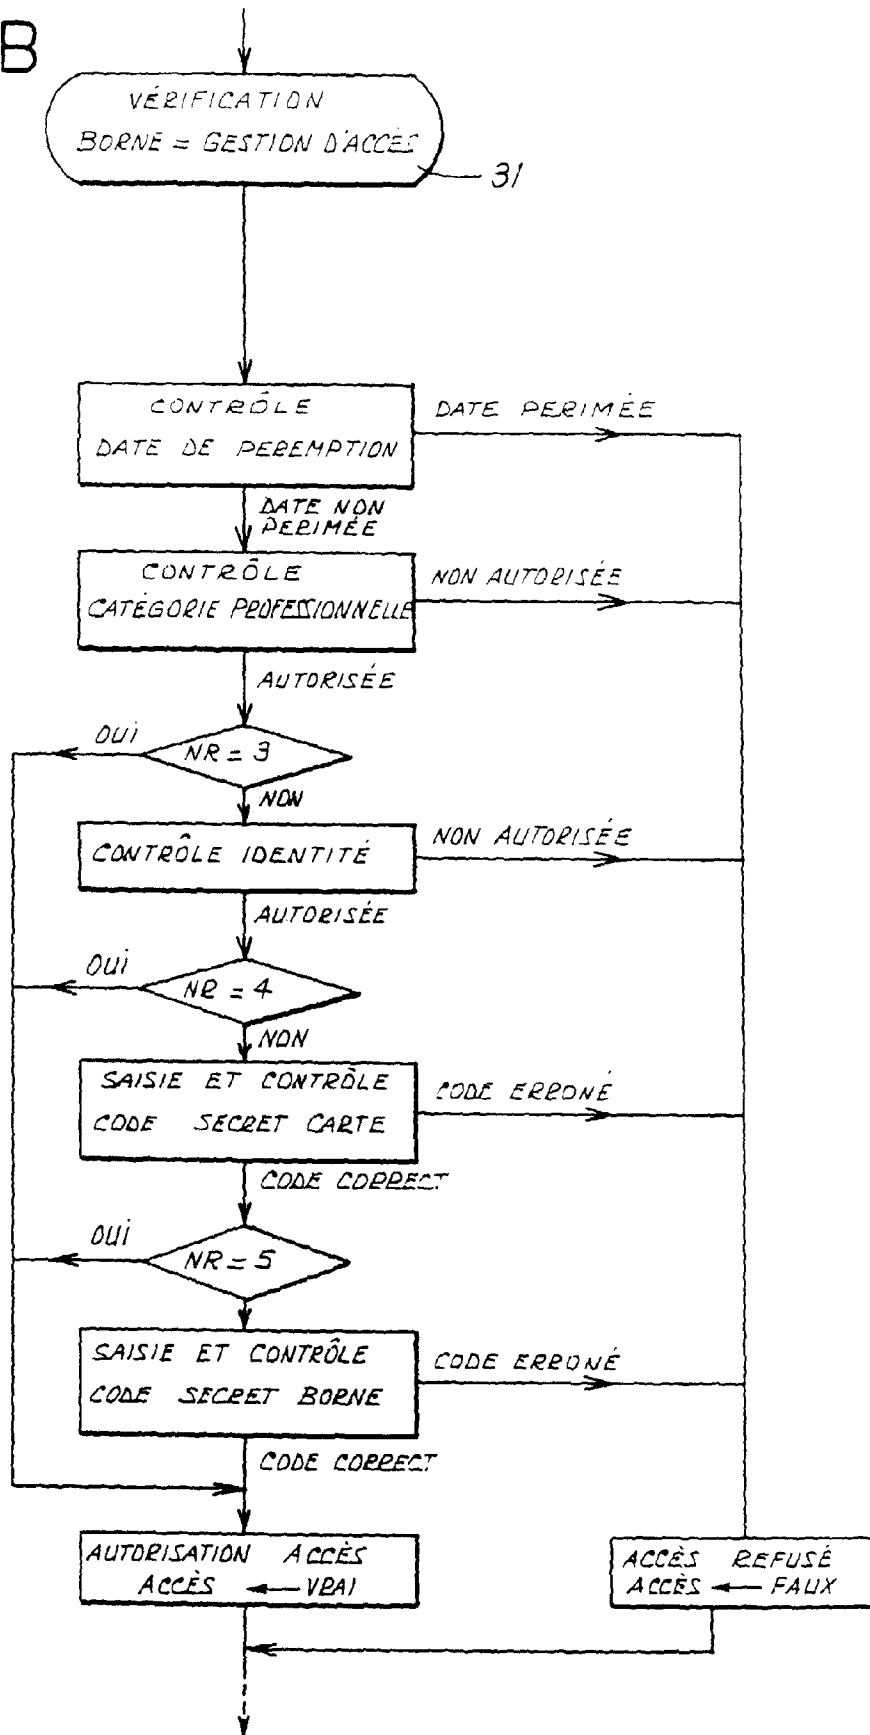 B
VÉRIFICATION
BORNE = GESTION D'ACCÈS
31
CONTRÔLE
DATE DE PEREMPTION
DATE PERIMÉE
DATE NON
PERIMÉE
CONTRÔLE
CATÉGORIE PROFESSIONNELLE
NON AUTORISÉE
AUTORISÉE
OUI
NR = 3
NON
CONTRÔLE IDENTITÉ
NON AUTORISÉE
AUTORISÉE
OUI
NR = 4
NON
SAISIE ET CONTRÔLE
CODE SECRET CARTE
CODE ERRONÉ
CODE CORRECT
OUI
NR = 5
SAISIE ET CONTRÔLE
CODE SECRET BORNE
CODE ERRONÉ
CODE CORRECT
AUTORISATION ACCÈS
ACCÈS ← VRAI
ACCÈS REFUSÉ
ACCÈS ← FAUX